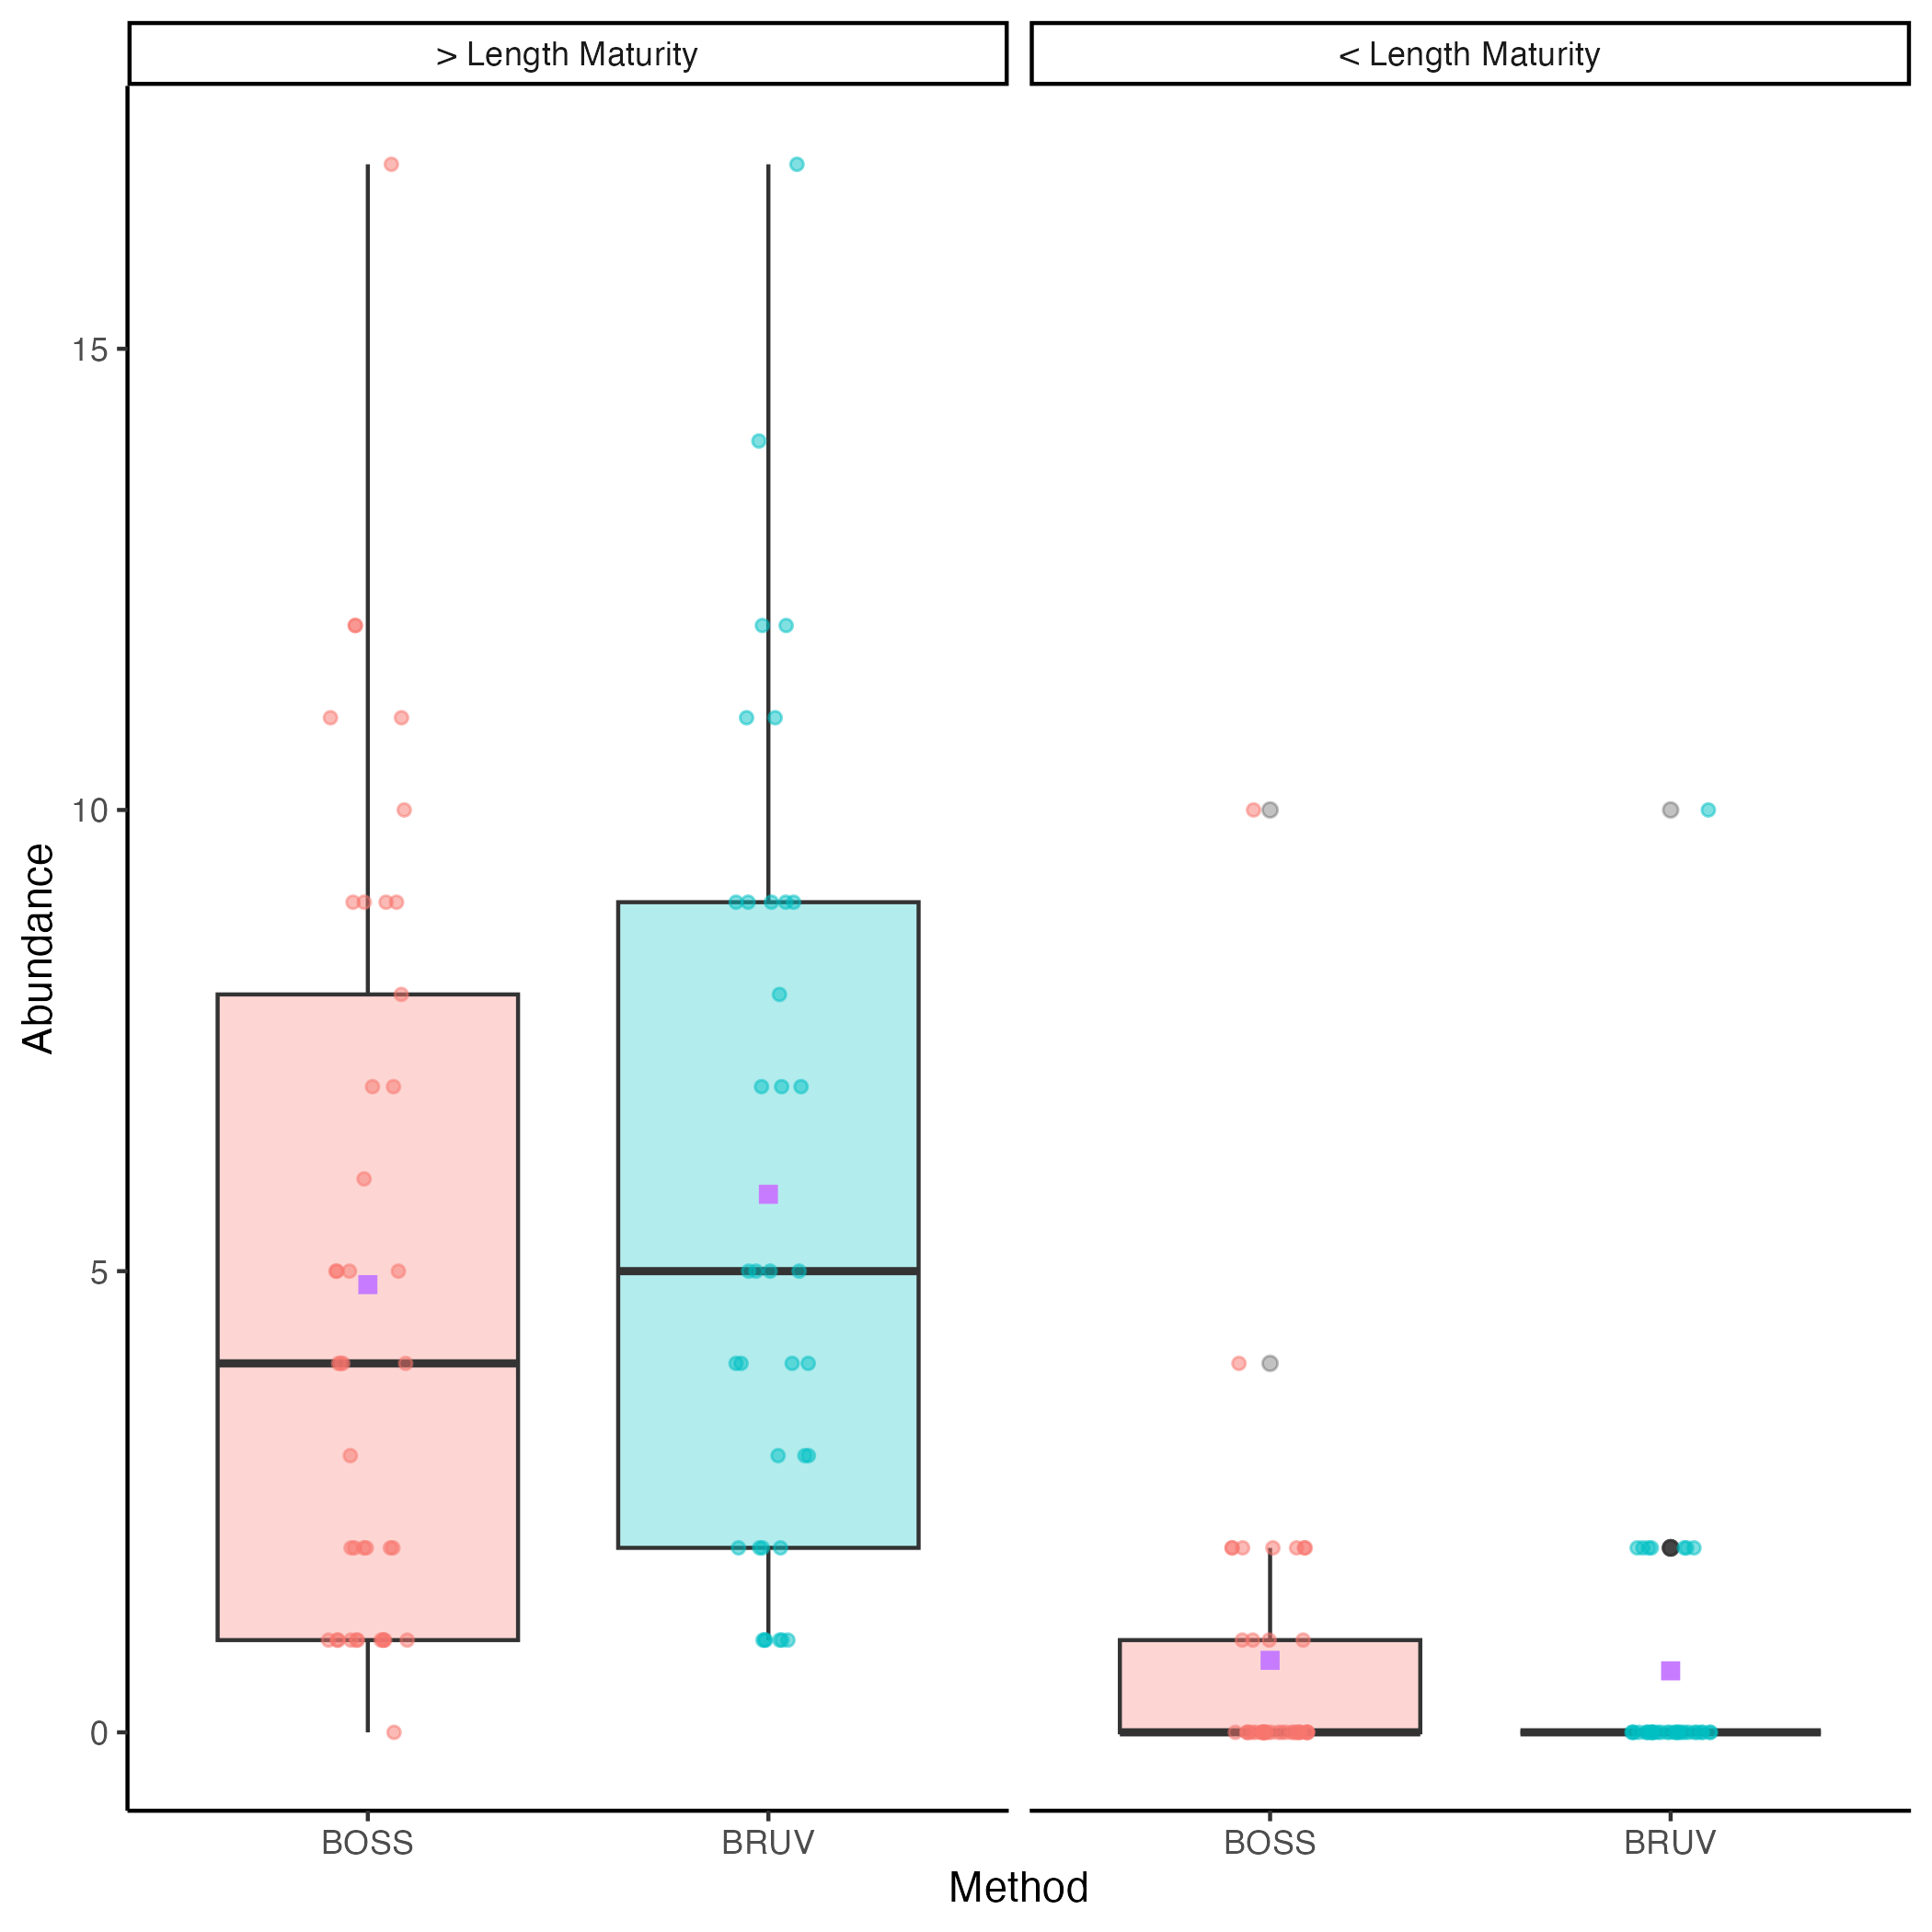 > Length Maturity
< Length Maturity
Abundance
15
10
5
0
BOSS
BRUV
BOSS
BRUV
Method